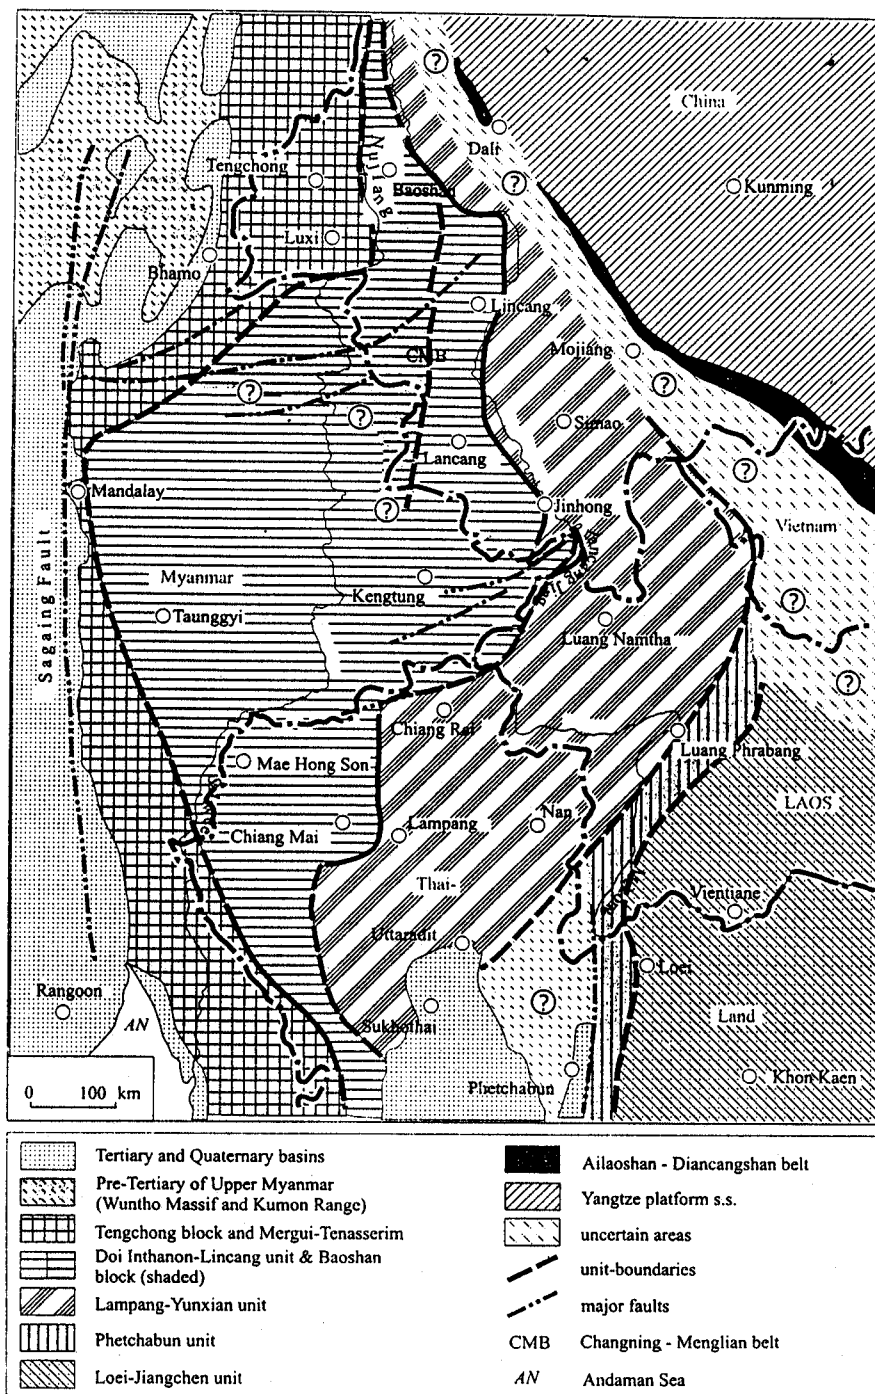 China
Dali
Kunming
Tengchong
Nujiang
Baoshan
Luxi
Bhamo
Lincang
CMB
Mojiang
Simao
Lancang
Mandalay
Jinhong
Vietnam
Myanmar
Lancang Jiang
Sagaing Fault
Kengtung
Taunggyi
Luang Namtha
Chiang Rai
Luang Phrabang
Mae Hong Son
LAOS
Chiang Mai
Lampang
Nan
Thai-
Vientiane
Uttaradit
Loei
Rangoon
AN
Sukhothai
Land
Phetchabun
Khon Kaen
0 100 km
?
?
?
?
?
?
?
?
?
?
Tertiary and Quaternary basins
Pre-Tertiary of Upper Myanmar
(Wuntho Massif and Kumon Range)
Tengchong block and Mergui-Tenasserim
Doi Inthanon-Lincang unit & Baoshan
block (shaded)
Lampang-Yunxian unit
Phetchabun unit
Loei-Jiangchen unit
Ailaoshan - Diancangshan belt
Yangtze platform s.s.
uncertain areas
unit-boundaries
major faults
CMB Changning - Menglian belt
AN Andaman Sea